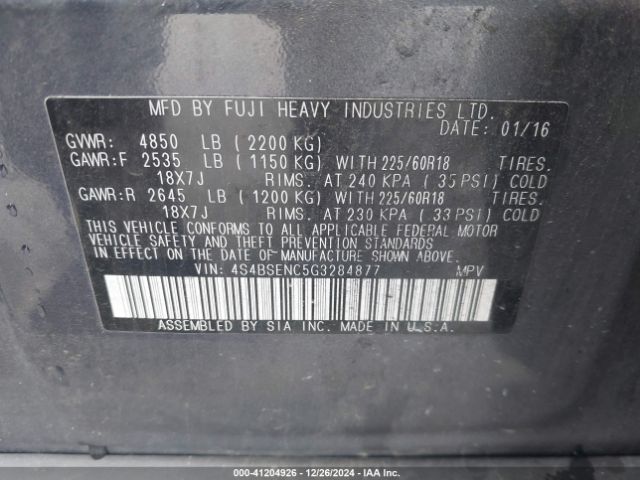 MFD BY FUJI HEAVY INDUSTRIES LTD.
DATE: 01/16
GVWR: 4850 LB (2200 KG)
GAWR:F 2535 LB (1150 KG) WITH 225/60R18 TIRES.
18X7J RIMS. AT 240 KPA (35 PSI) COLD
GAWR:R 2645 LB (1200 KG) WITH 225/60R18 TIRES.
18X7J RIMS. AT 230 KPA (33 PSI) COLD
THIS VEHICLE CONFORMS TO ALL APPLICABLE FEDERAL MOTOR
VEHICLE SAFETY AND THEFT PREVENTION STANDARDS
IN EFFECT ON THE DATE OF MANUFACTURE SHOWN ABOVE.
VIN: 4S4BSENC5G3284877 MPV
ASSEMBLED BY SIA INC. MADE IN U.S.A.
000-41204926 - 12/26/2024 - IAA Inc.